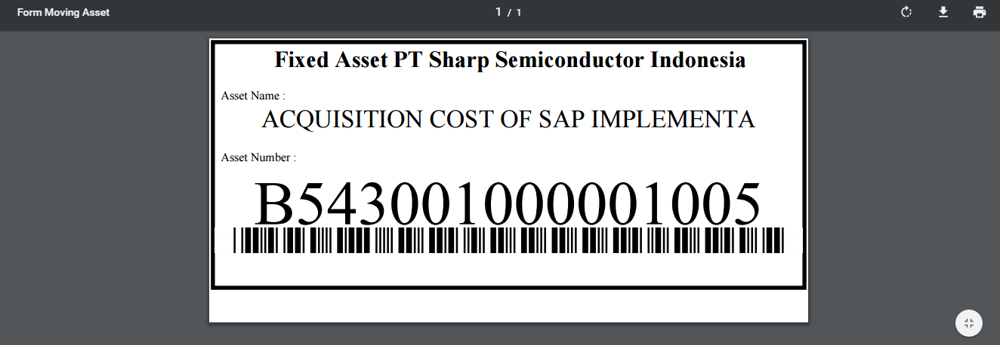 Form Moving Asset
1 / 1
Fixed Asset PT Sharp Semiconductor Indonesia
Asset Name :
ACQUISITION COST OF SAP IMPLEMENTA
Asset Number :
B543001000001005